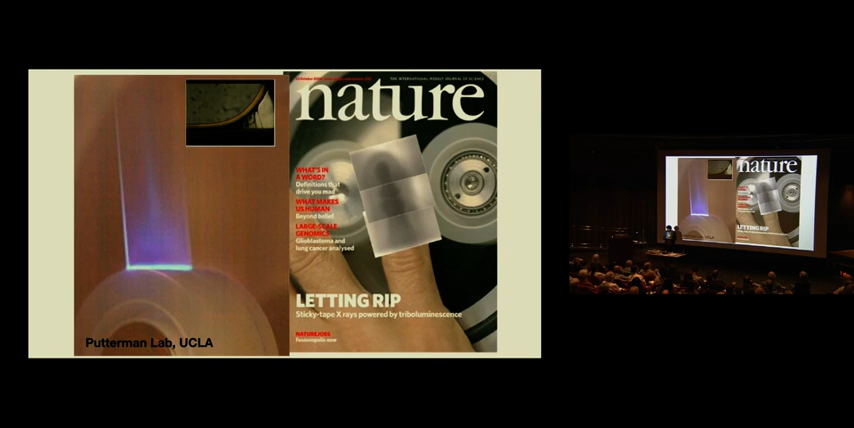 Putterman Lab, UCLA
THE INTERNATIONAL WEEKLY JOURNAL OF SCIENCE
nature
WHAT'S IN
A WORD?
Definitions that
drive you mad
WHAT MAKES
US HUMAN
Beyond belief
LARGE-SCALE
GENOMICS
Glioblastoma and
lung cancer analysed
LETTING RIP
Sticky-tape X rays powered by triboluminescence
NATUREJOBS
Fusionopolis now
nature
LETTING RIP